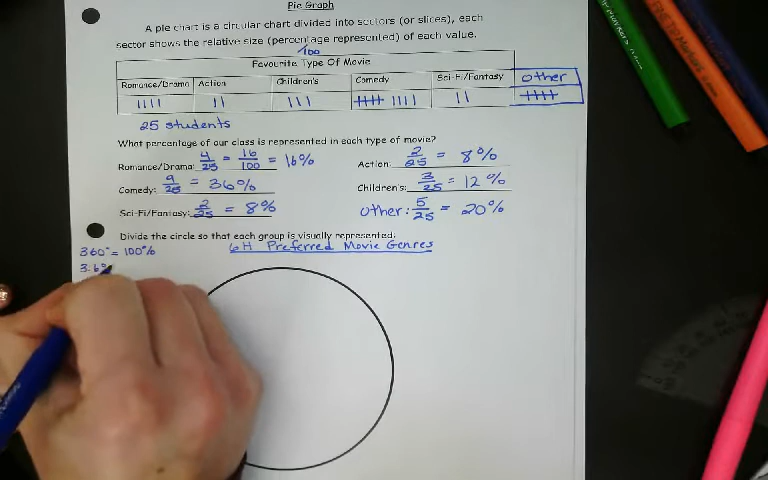 Pie Graph
A pie chart is a circular chart divided into sectors (or slices), each
sector shows the relative size (percentage represented) of each value.
/100
Favourite Type Of Movie
Romance/Drama Action Children's Comedy Sci-Fi/Fantasy other
25 students
What percentage of our class is represented in each type of movie?
Romance/Drama: 4/25 = 16/100 = 16% Action: 2/25 = 8%
Comedy: 9/25 = 36% Children's: 3/25 = 12%
Sci-Fi/Fantasy: 2/25 = 8% other: 5/25 = 20%
Divide the circle so that each group is visually represented.
360° = 100% 6H Preferred Movie Genres
3.6°